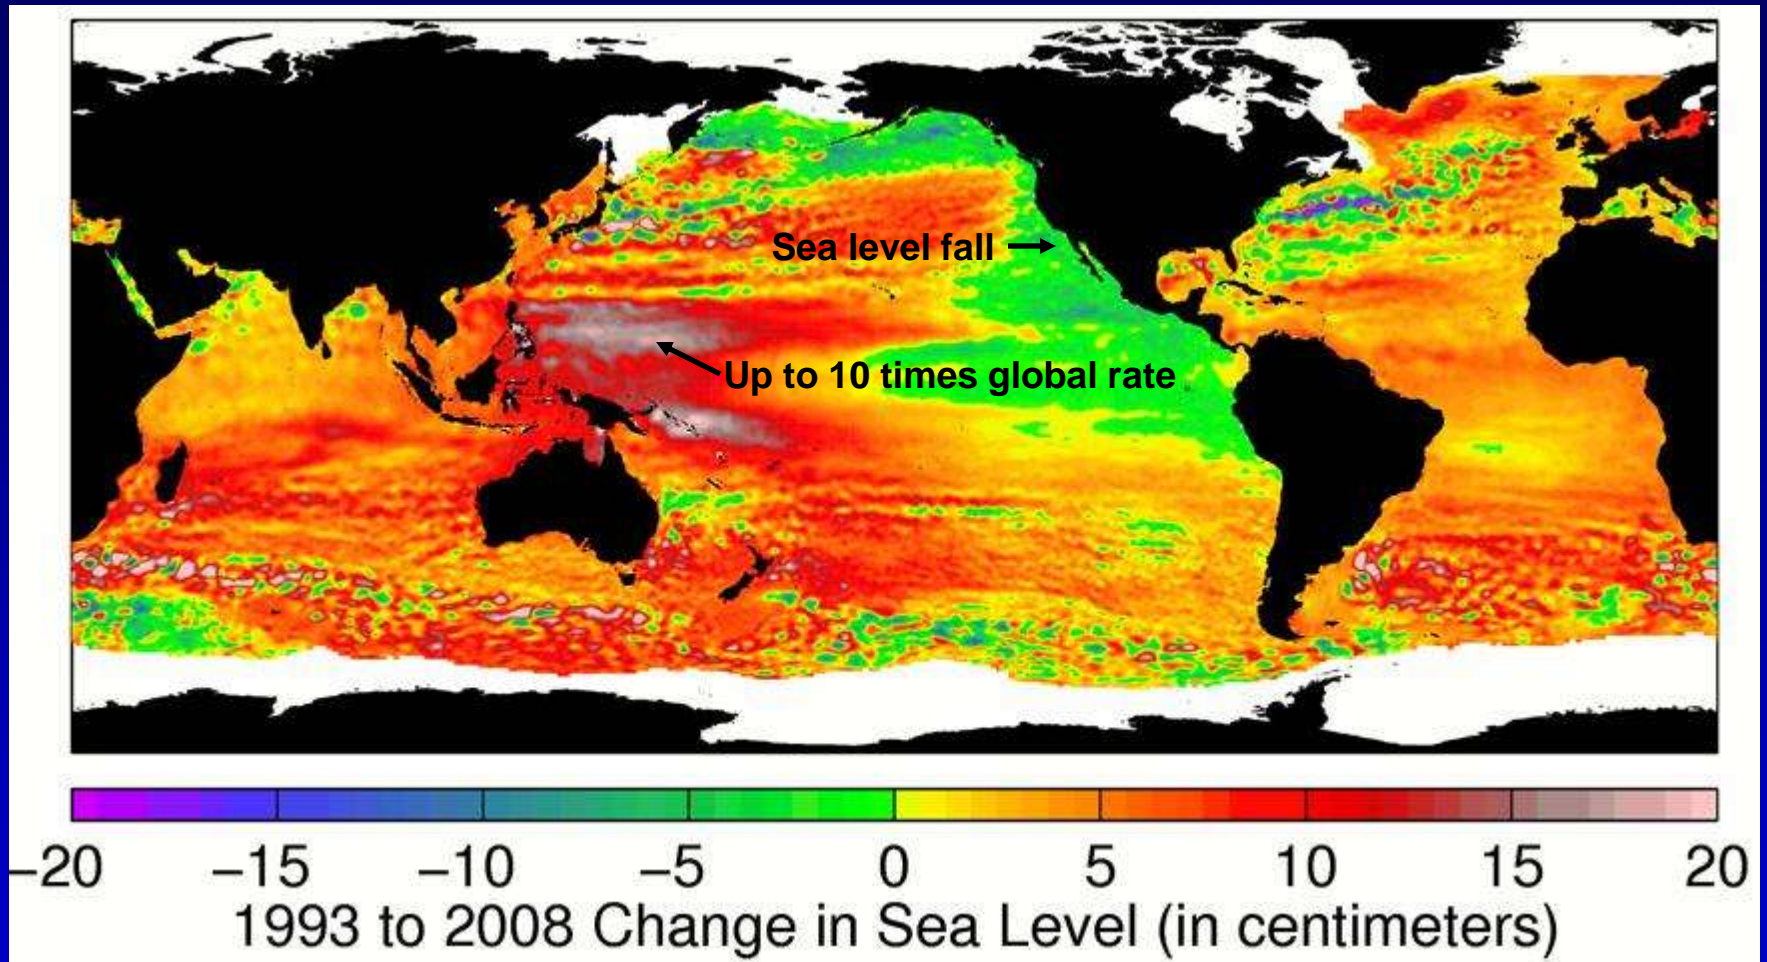 Sea level fall
Up to 10 times global rate
−20 −15 −10 −5 0 5 10 15 20
1993 to 2008 Change in Sea Level (in centimeters)